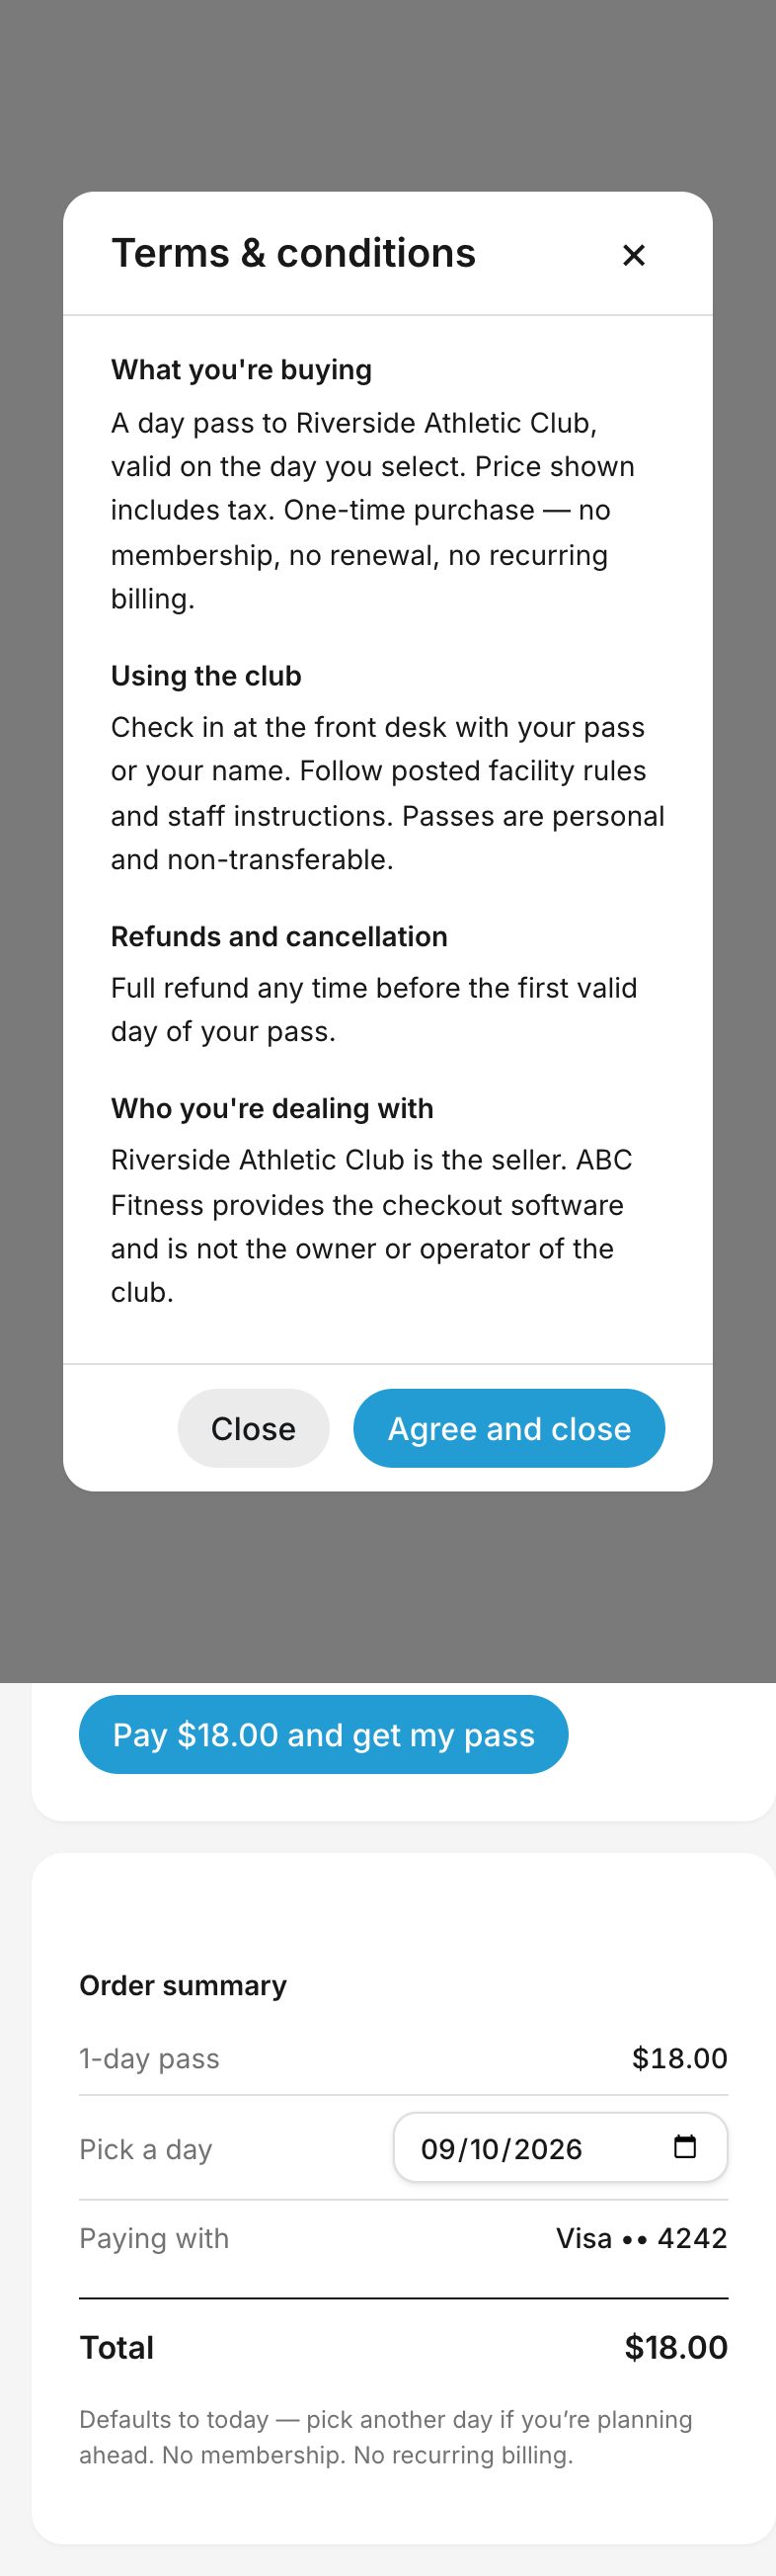 Terms & conditions
What you're buying
A day pass to Riverside Athletic Club,
valid on the day you select. Price shown
includes tax. One-time purchase — no
membership, no renewal, no recurring
billing.
Using the club
Check in at the front desk with your pass
or your name. Follow posted facility rules
and staff instructions. Passes are personal
and non-transferable.
Refunds and cancellation
Full refund any time before the first valid
day of your pass.
Who you're dealing with
Riverside Athletic Club is the seller. ABC
Fitness provides the checkout software
and is not the owner or operator of the
club.
Close Agree and close
Pay $18.00 and get my pass
Order summary
1-day pass $18.00
Pick a day 09/10/2026
Paying with Visa •• 4242
Total $18.00
Defaults to today — pick another day if you’re planning
ahead. No membership. No recurring billing.